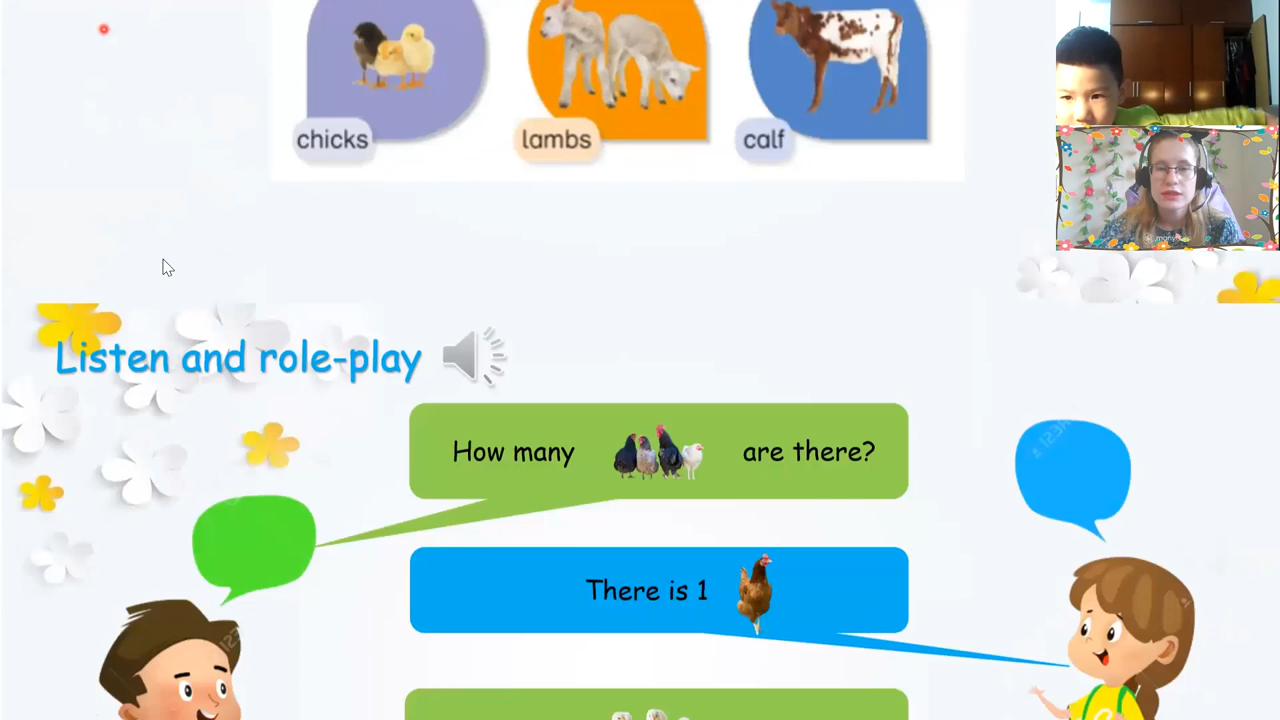 chicks
lambs
calf
Listen and role-play
How many are there?
There is 1